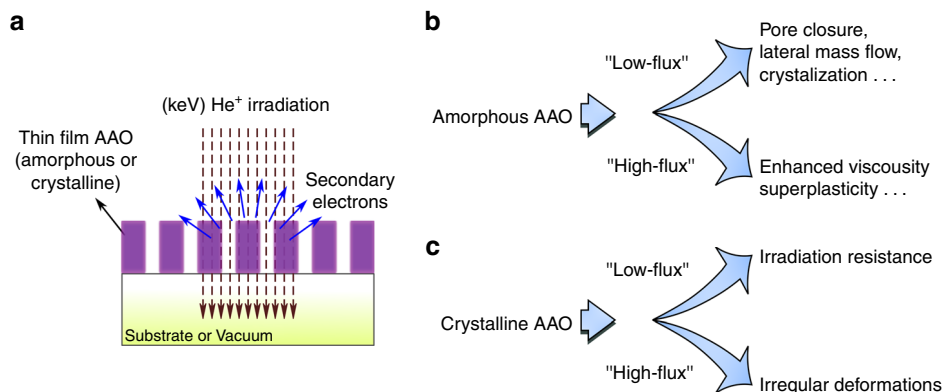 a
(keV) He⁺ irradiation
Thin film AAO
(amorphous or
crystalline)
Secondary
electrons
Substrate or Vacuum
b
Amorphous AAO
"Low-flux"
Pore closure,
lateral mass flow,
crystalization . . .
"High-flux"
Enhanced viscousity
superplasticity . . .
c
Crystalline AAO
"Low-flux"
Irradiation resistance
"High-flux"
Irregular deformations